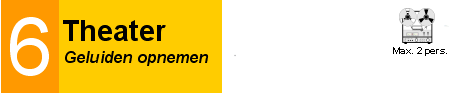 6
Theater
Geluiden opnemen
Max. 2 pers.